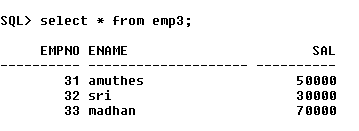 SQL> select * from emp3;
EMPNO ENAME SAL
---------- -------------------- ----------
31 amuthes 50000
32 sri 30000
33 madhan 70000